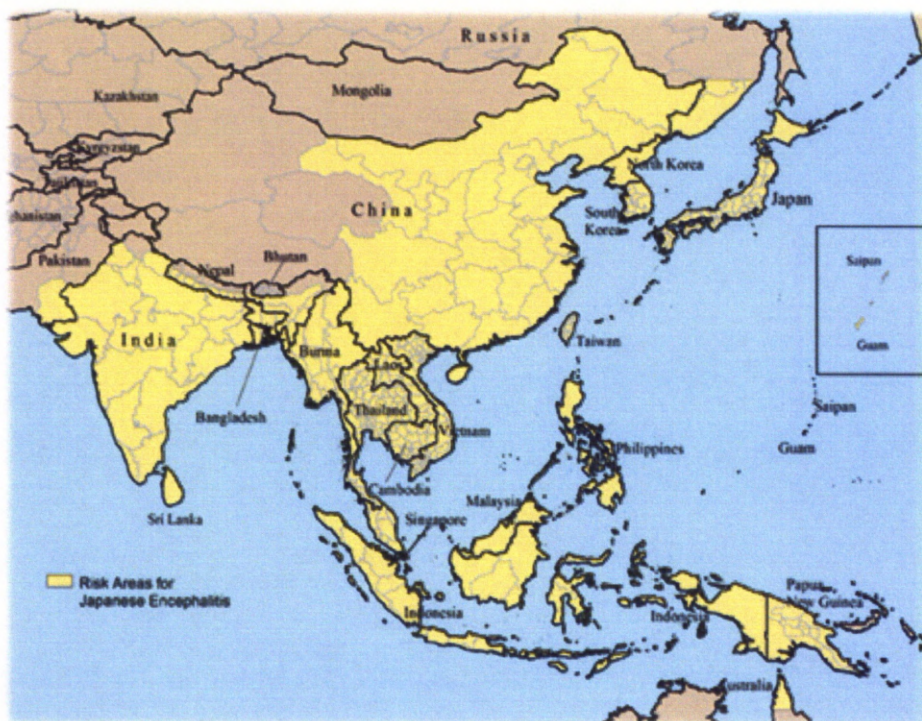 Russia
Kazakhstan
Mongolia
Kyrgyzstan
North Korea
China
Japan
South
Korea
Pakistan
Nepal
Bhutan
Saipan
India
Burma
Taiwan
Guam
Lao
Bangladesh
Thailand
Saipan
Vietnam
Philippines
Guam
Cambodia
Malaysia
Sri Lanka
Singapore
Risk Areas for
Japanese Encephalitis
Papua
New Guinea
Indonesia
Indonesia
Australia